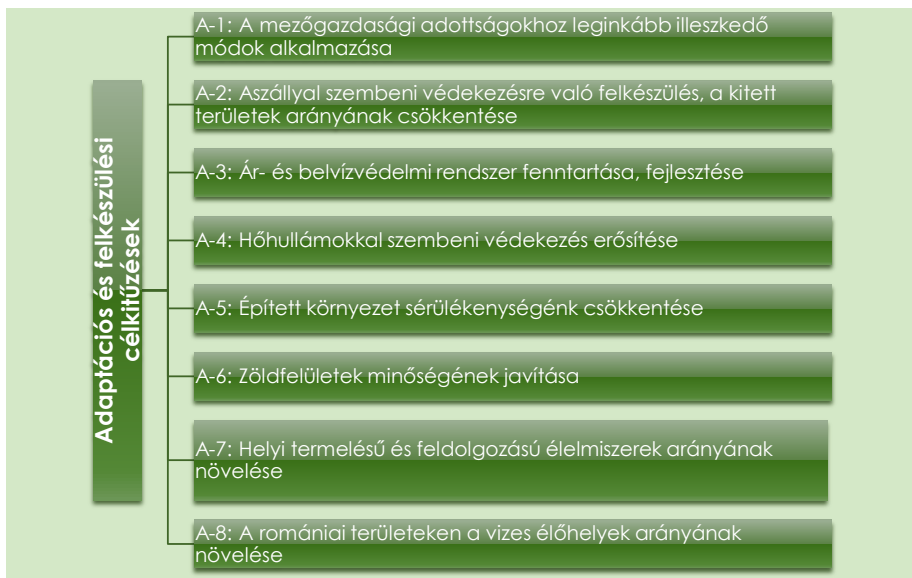 Adaptációs és felkészülési
célkitűzések
A-1: A mezőgazdasági adottságokhoz leginkább illeszkedő
módok alkalmazása
A-2: Aszállyal szembeni védekezésre való felkészülés, a kitett
területek arányának csökkentése
A-3: Ár- és belvízvédelmi rendszer fenntartása, fejlesztése
A-4: Hőhullámokkal szembeni védekezés erősítése
A-5: Épített környezet sérülékenységénk csökkentése
A-6: Zöldfelületek minőségének javítása
A-7: Helyi termelésű és feldolgozású élelmiszerek arányának
növelése
A-8: A romániai területeken a vizes élőhelyek arányának
növelése